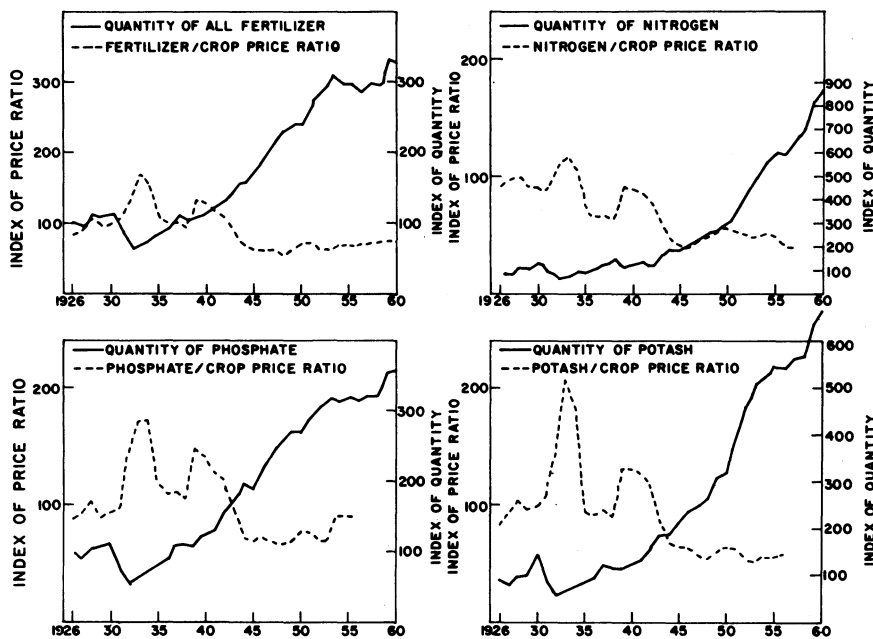 QUANTITY OF ALL FERTILIZER
FERTILIZER/CROP PRICE RATIO
INDEX OF PRICE RATIO
300
200
100
300
200
100
INDEX OF QUANTITY
1926 30 35 40 45 50 55 60
QUANTITY OF NITROGEN
NITROGEN/CROP PRICE RATIO
INDEX OF PRICE RATIO
200
100
900
800
700
600
500
400
300
200
100
INDEX OF QUANTITY
1926 30 35 40 45 50 55 60
QUANTITY OF PHOSPHATE
PHOSPHATE/CROP PRICE RATIO
INDEX OF PRICE RATIO
200
100
300
200
100
INDEX OF QUANTITY
1926 30 35 40 45 50 55 60
QUANTITY OF POTASH
POTASH/CROP PRICE RATIO
INDEX OF PRICE RATIO
200
100
600
500
400
300
200
100
INDEX OF QUANTITY
1926 30 35 40 45 50 55 60